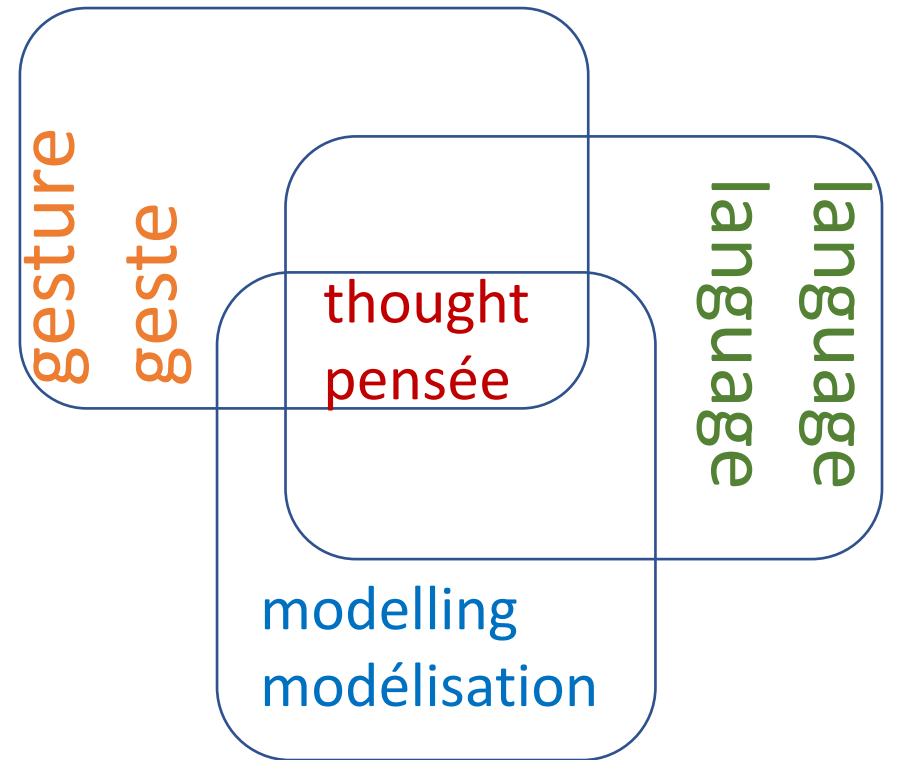 gesture
geste
thought
pensée
language
language
modelling
modélisation